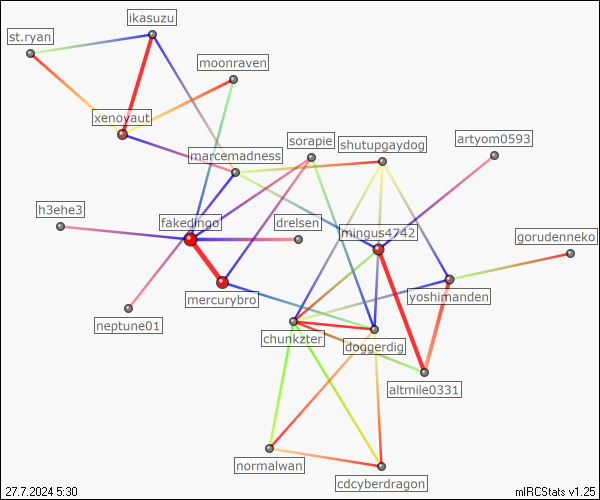 ikasuzu
st.ryan
moonraven
xenoyaut
sorapie
shutupgaydog
artyom0593
marcemadness
h3ehe3
fakedingo
drelsen
mingus4742
gorudenneko
mercurybro
yoshimanden
neptune01
chunkzter
doggerdig
altmile0331
normalwan
cdcyberdragon
27.7.2024 5:30
mIRCStats v1.25